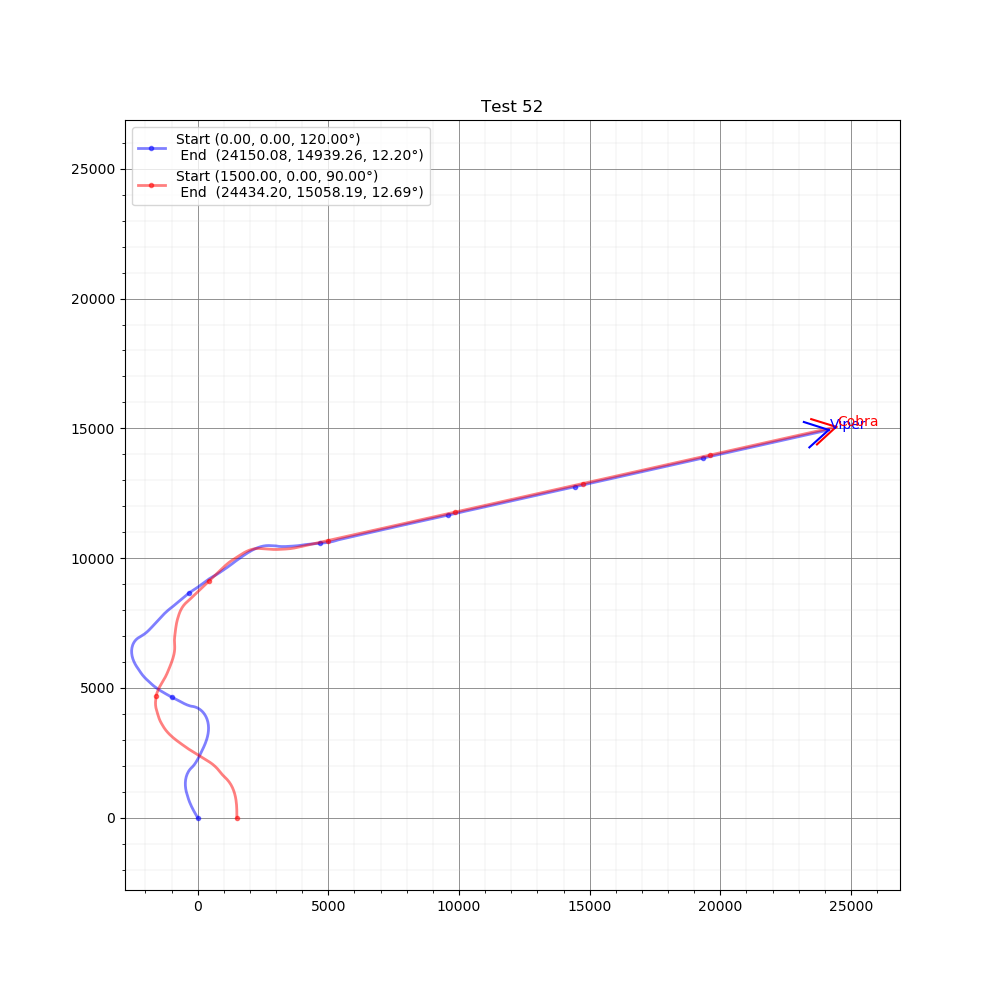 Test 52
Start (0.00, 0.00, 120.00°)
End (24150.08, 14939.26, 12.20°)
Start (1500.00, 0.00, 90.00°)
End (24434.20, 15058.19, 12.69°)
25000
20000
15000
10000
5000
0
Cobra
Viper
0 5000 10000 15000 20000 25000